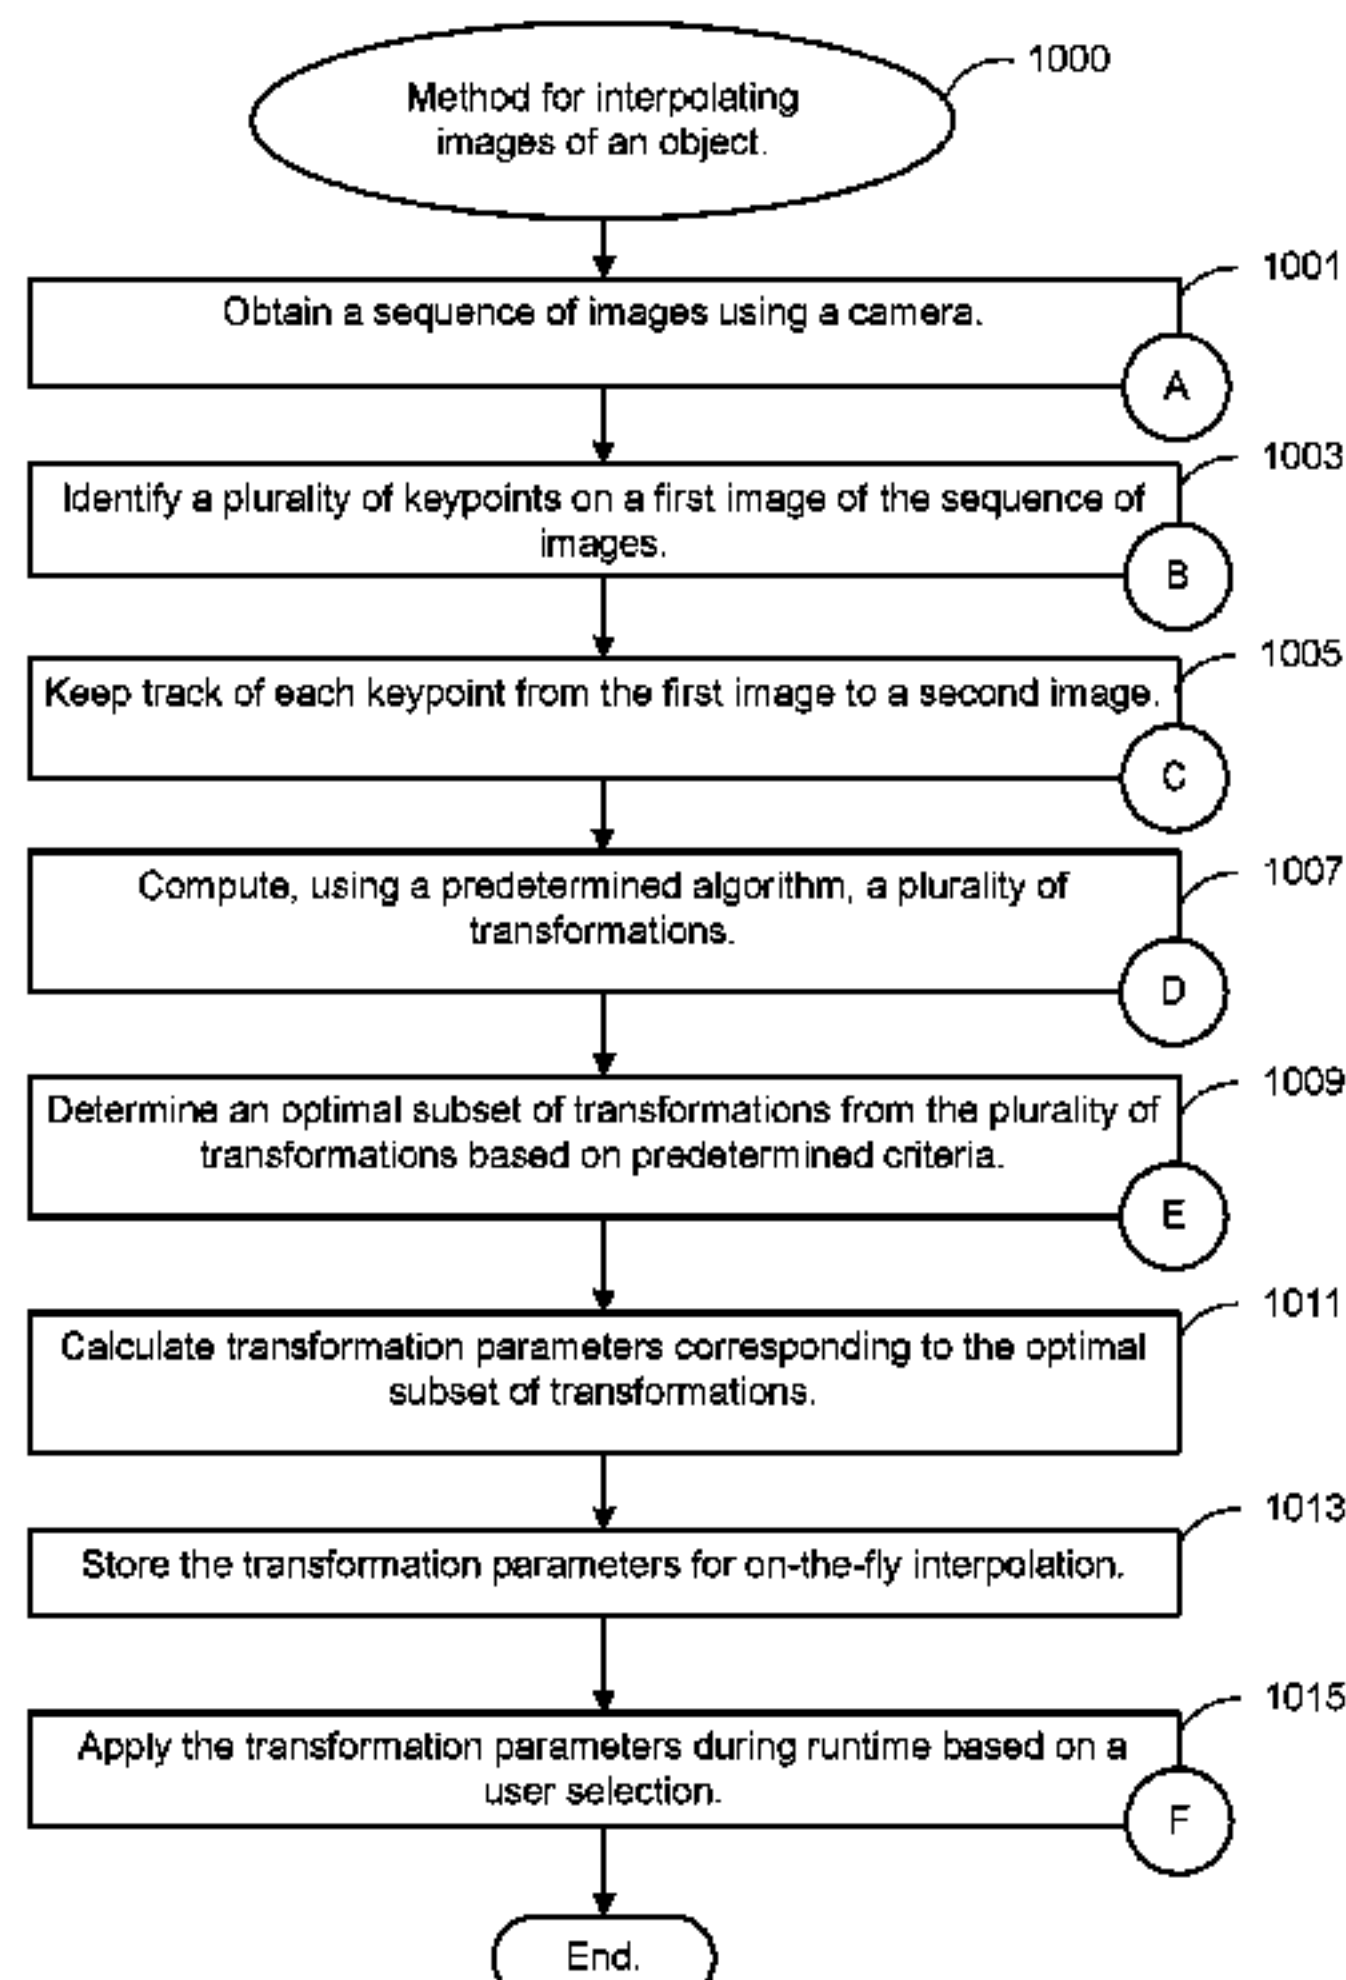 1000
Method for interpolating
images of an object.
1001
Obtain a sequence of images using a camera.
A
1003
Identify a plurality of keypoints on a first image of the sequence of
images.
B
1005
Keep track of each keypoint from the first image to a second image.
C
1007
Compute, using a predetermined algorithm, a plurality of
transformations.
D
1009
Determine an optimal subset of transformations from the plurality of
transformations based on predetermined criteria.
E
1011
Calculate transformation parameters corresponding to the optimal
subset of transformations.
1013
Store the transformation parameters for on-the-fly interpolation.
1015
Apply the transformation parameters during runtime based on a
user selection.
F
End.